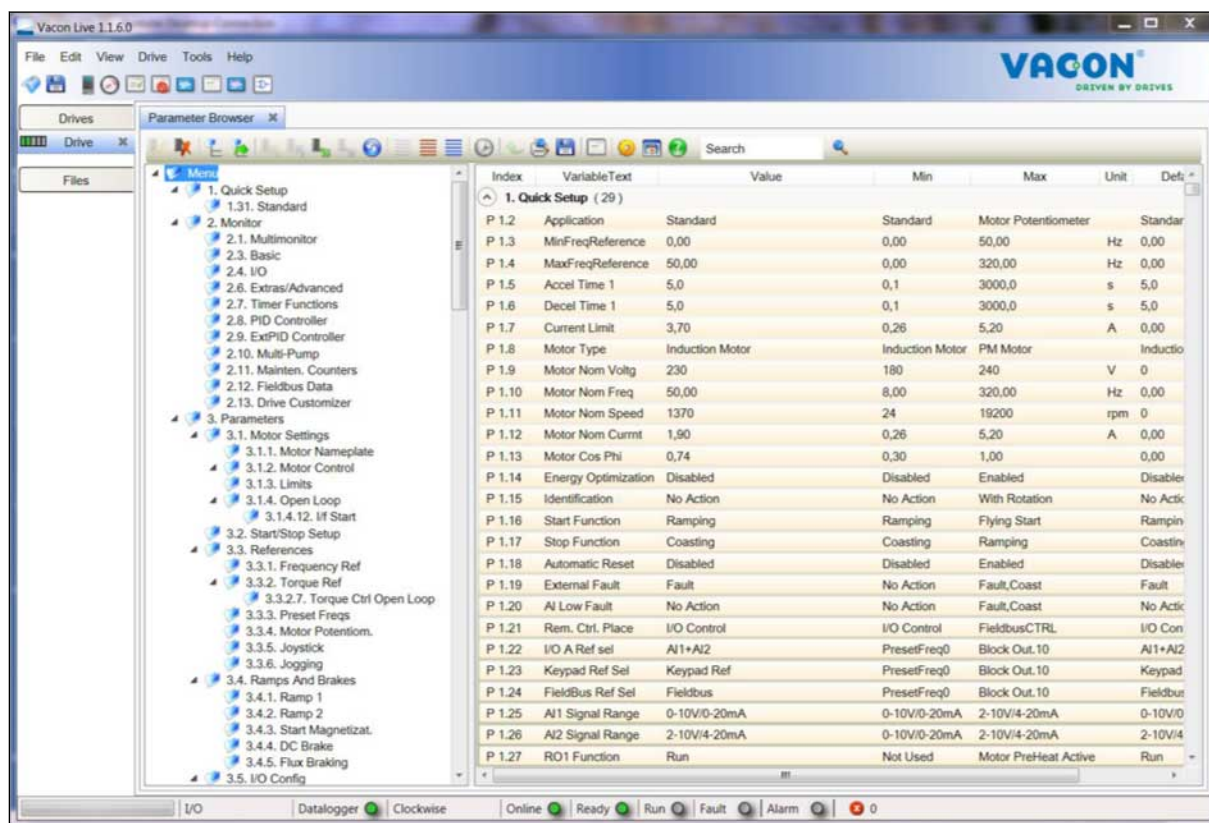 Vacon Live 1.1.6.0
File Edit View Drive Tools Help
VACON®
DRIVEN BY DRIVES
Drives
Drive
Files
Parameter Browser
Search
Menu
1. Quick Setup
1.31. Standard
2. Monitor
2.1. Multimonitor
2.3. Basic
2.4. I/O
2.6. Extras/Advanced
2.7. Timer Functions
2.8. PID Controller
2.9. ExtPID Controller
2.10. Multi-Pump
2.11. Mainten. Counters
2.12. Fieldbus Data
2.13. Drive Customizer
3. Parameters
3.1. Motor Settings
3.1.1. Motor Nameplate
3.1.2. Motor Control
3.1.3. Limits
3.1.4. Open Loop
3.1.4.12. I/f Start
3.2. Start/Stop Setup
3.3. References
3.3.1. Frequency Ref
3.3.2. Torque Ref
3.3.2.7. Torque Ctrl Open Loop
3.3.3. Preset Freqs
3.3.4. Motor Potentiom.
3.3.5. Joystick
3.3.6. Jogging
3.4. Ramps And Brakes
3.4.1. Ramp 1
3.4.2. Ramp 2
3.4.3. Start Magnetizat.
3.4.4. DC Brake
3.4.5. Flux Braking
3.5. I/O Config
Index VariableText Value Min Max Unit Defa
1. Quick Setup ( 29 )
P 1.2 Application Standard Standard Motor Potentiometer Standar
P 1.3 MinFreqReference 0,00 0,00 50,00 Hz 0,00
P 1.4 MaxFreqReference 50,00 0,00 320,00 Hz 0,00
P 1.5 Accel Time 1 5,0 0,1 3000,0 s 5,0
P 1.6 Decel Time 1 5,0 0,1 3000,0 s 5,0
P 1.7 Current Limit 3,70 0,26 5,20 A 0,00
P 1.8 Motor Type Induction Motor Induction Motor PM Motor Inductio
P 1.9 Motor Nom Voltg 230 180 240 V 0
P 1.10 Motor Nom Freq 50,00 8,00 320,00 Hz 0,00
P 1.11 Motor Nom Speed 1370 24 19200 rpm 0
P 1.12 Motor Nom Currnt 1,90 0,26 5,20 A 0,00
P 1.13 Motor Cos Phi 0,74 0,30 1,00 0,00
P 1.14 Energy Optimization Disabled Disabled Enabled Disable
P 1.15 Identification No Action No Action With Rotation No Actic
P 1.16 Start Function Ramping Ramping Flying Start Rampin
P 1.17 Stop Function Coasting Coasting Ramping Coastin
P 1.18 Automatic Reset Disabled Disabled Enabled Disable
P 1.19 External Fault Fault No Action Fault,Coast Fault
P 1.20 AI Low Fault No Action No Action Fault,Coast No Actic
P 1.21 Rem. Ctrl. Place I/O Control I/O Control FieldbusCTRL I/O Con
P 1.22 I/O A Ref sel AI1+AI2 PresetFreq0 Block Out.10 AI1+AI2
P 1.23 Keypad Ref Sel Keypad Ref PresetFreq0 Block Out.10 Keypad
P 1.24 FieldBus Ref Sel Fieldbus PresetFreq0 Block Out.10 Fieldbus
P 1.25 AI1 Signal Range 0-10V/0-20mA 0-10V/0-20mA 2-10V/4-20mA 0-10V/0
P 1.26 AI2 Signal Range 2-10V/4-20mA 0-10V/0-20mA 2-10V/4-20mA 2-10V/4
P 1.27 RO1 Function Run Not Used Motor PreHeat Active Run
I/O Datalogger Clockwise Online Ready Run Fault Alarm 0